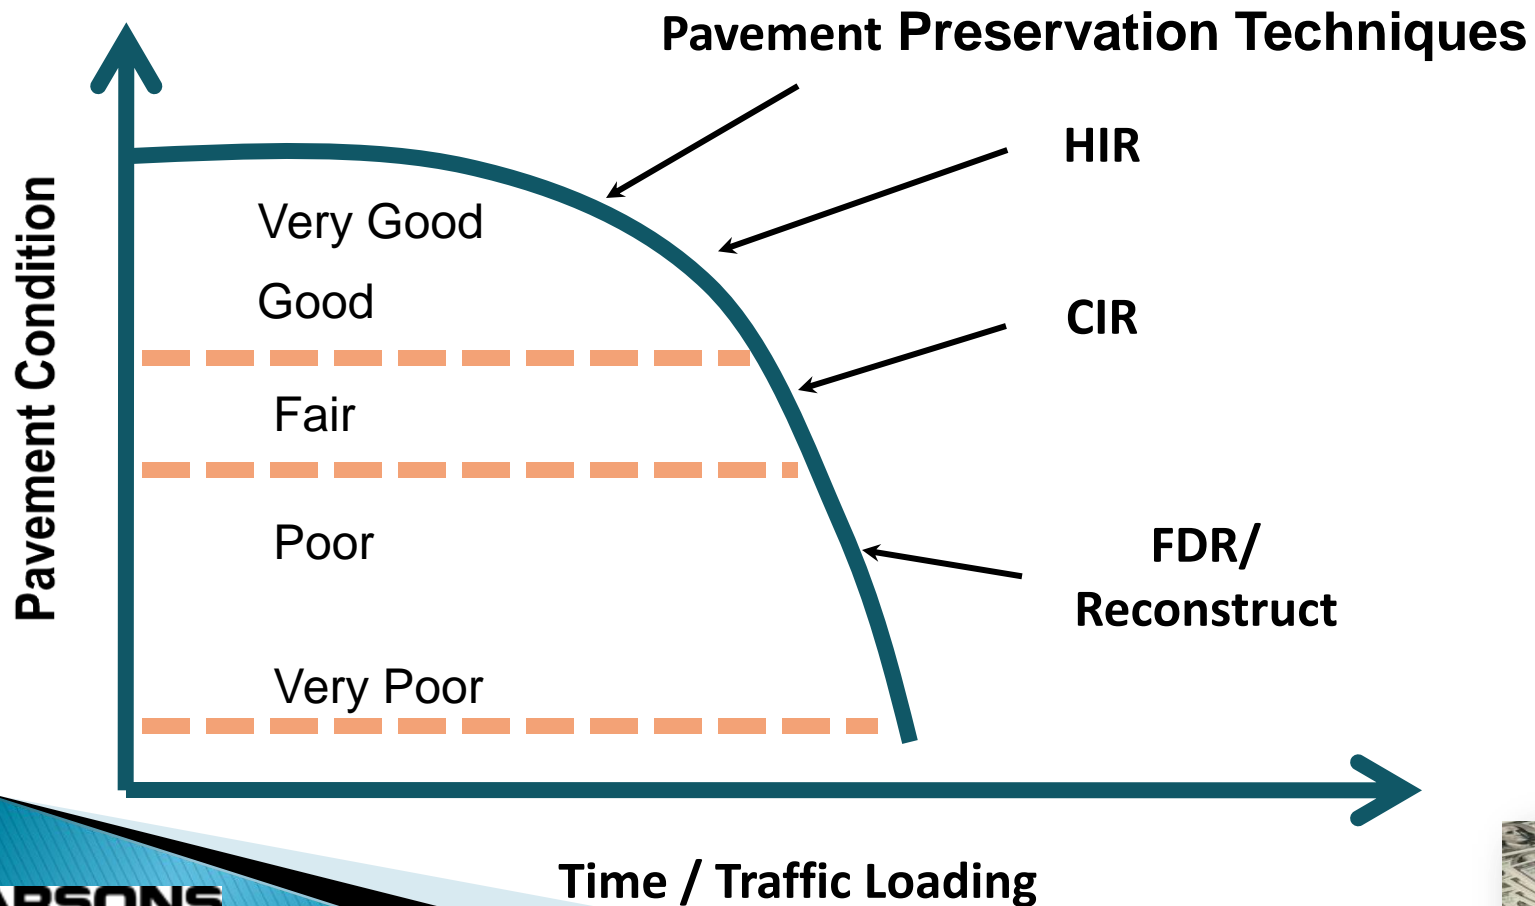 Pavement Preservation Techniques
HIR
Very Good
Good
CIR
Pavement Condition
Fair
Poor
FDR/
Reconstruct
Very Poor
Time / Traffic Loading